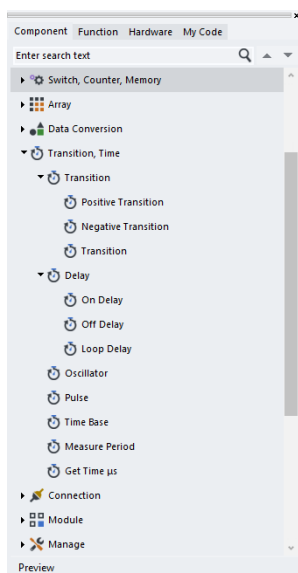 Component Function Hardware My Code
Enter search text
Switch, Counter, Memory
Array
Data Conversion
Transition, Time
Transition
Positive Transition
Negative Transition
Transition
Delay
On Delay
Off Delay
Loop Delay
Oscillator
Pulse
Time Base
Measure Period
Get Time µs
Connection
Module
Manage
Preview